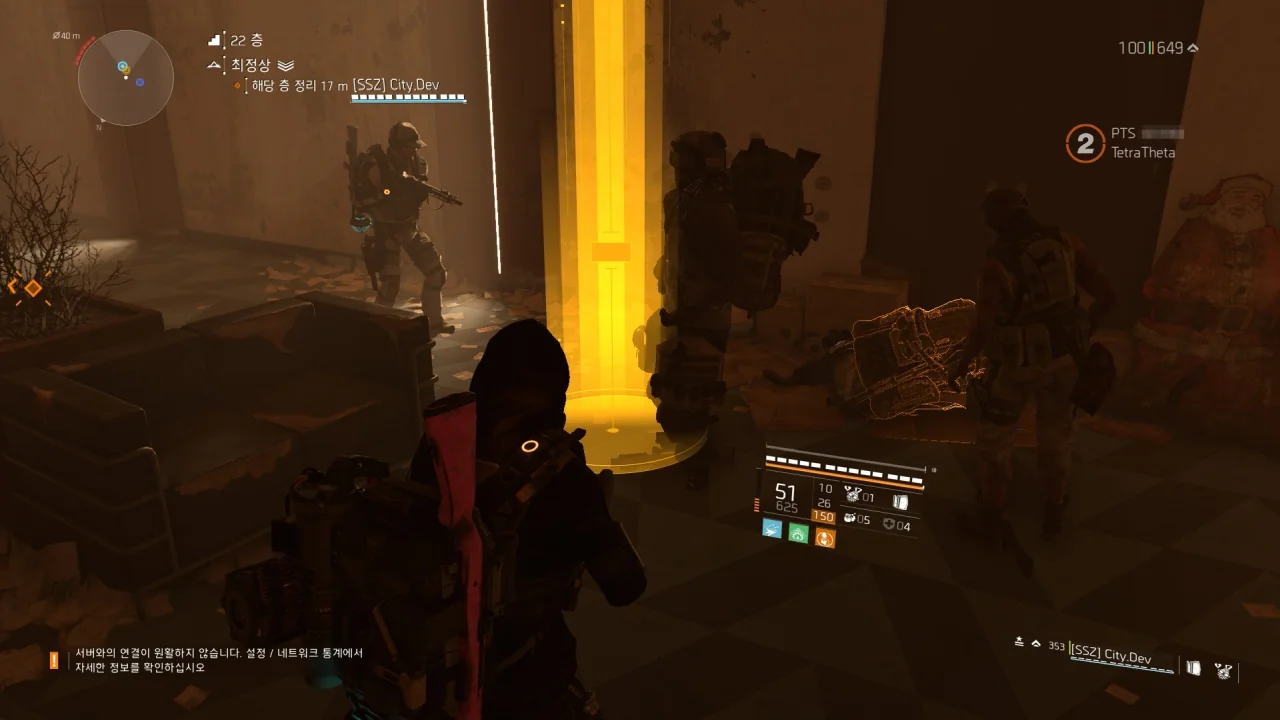 40 m
22 층
최정상
해당 층 정리 17 m
[SSZ] City.Dev
N
100 649
2
PTS
TetraTheta
51
625
10
26
150
01
05
04
서버와의 연결이 원활하지 않습니다. 설정 / 네트워크 통계에서
자세한 정보를 확인하십시오
353 [SSZ] City.Dev